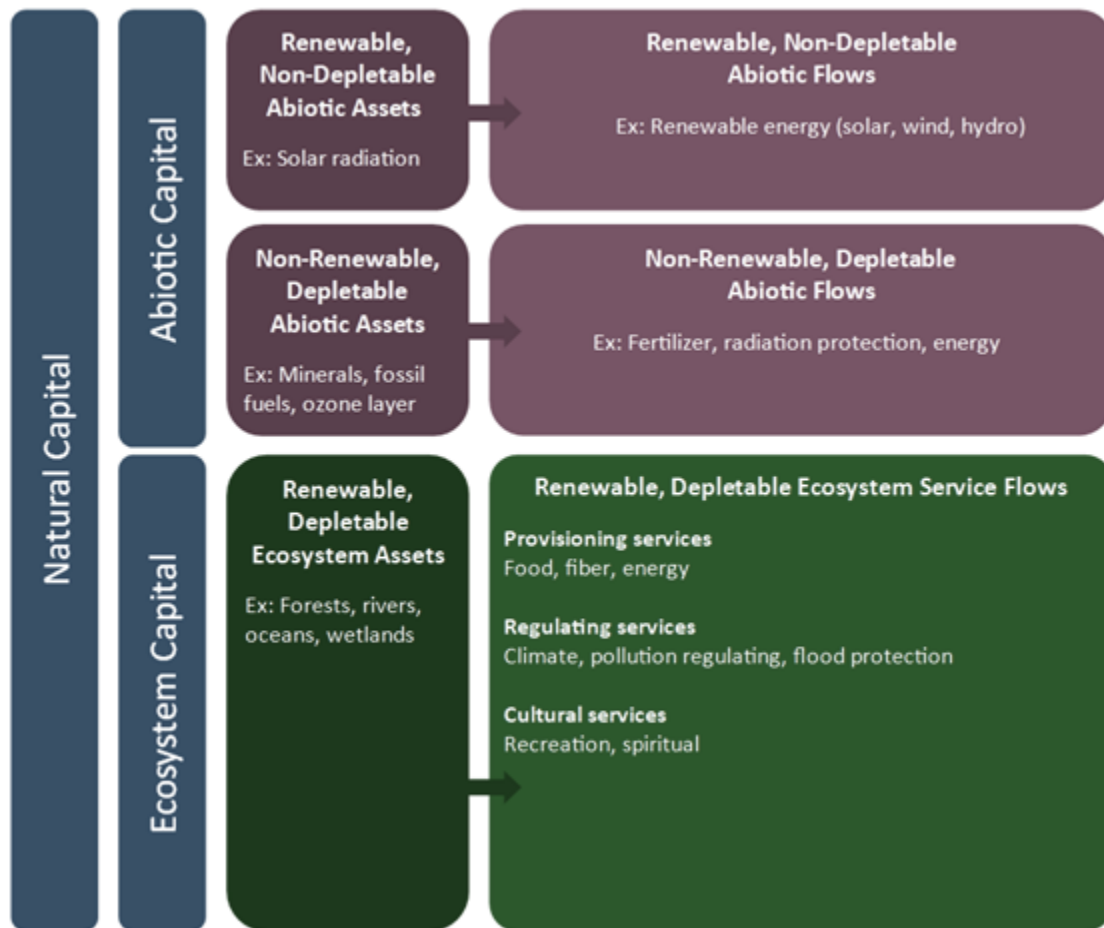 Natural Capital
Abiotic Capital
Renewable,
Non-Depletable
Abiotic Assets
Ex: Solar radiation
Renewable, Non-Depletable
Abiotic Flows
Ex: Renewable energy (solar, wind, hydro)
Non-Renewable,
Depletable
Abiotic Assets
Ex: Minerals, fossil
fuels, ozone layer
Non-Renewable, Depletable
Abiotic Flows
Ex: Fertilizer, radiation protection, energy
Ecosystem Capital
Renewable,
Depletable
Ecosystem Assets
Ex: Forests, rivers,
oceans, wetlands
Renewable, Depletable Ecosystem Service Flows
Provisioning services
Food, fiber, energy
Regulating services
Climate, pollution regulating, flood protection
Cultural services
Recreation, spiritual